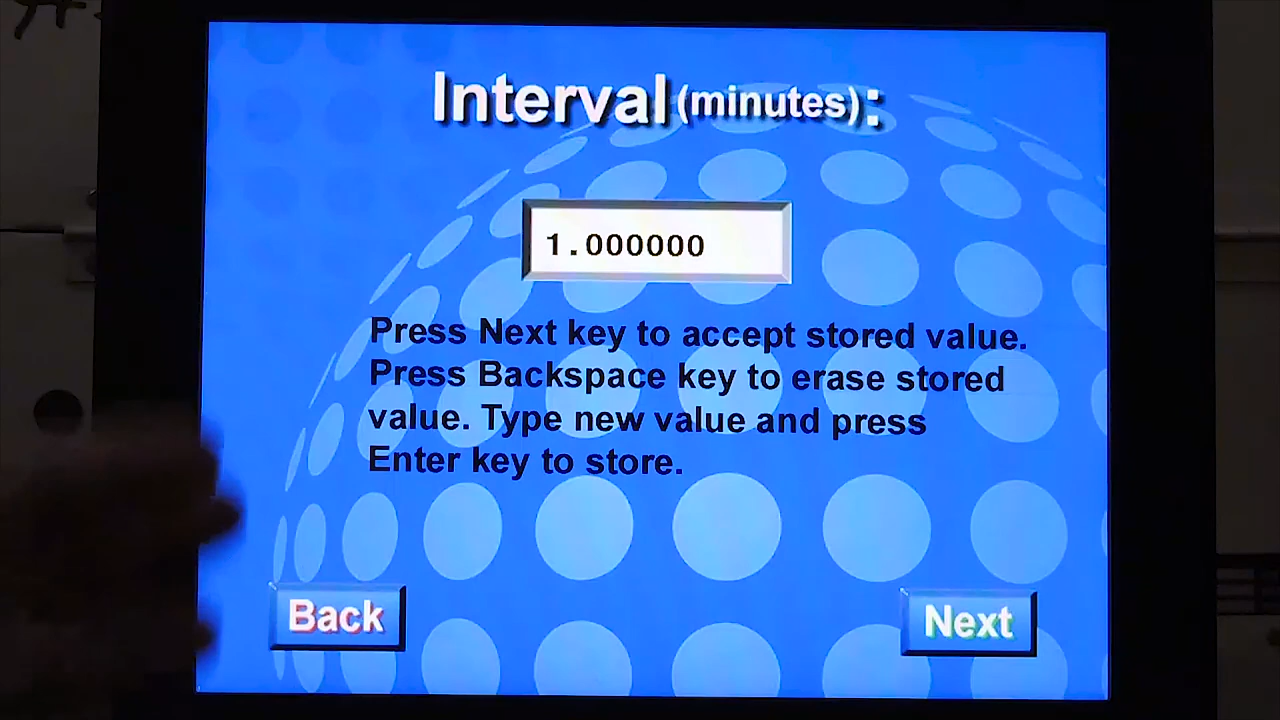 Interval (minutes):
1.000000
Press Next key to accept stored value.
Press Backspace key to erase stored
value. Type new value and press
Enter key to store.
Back
Next